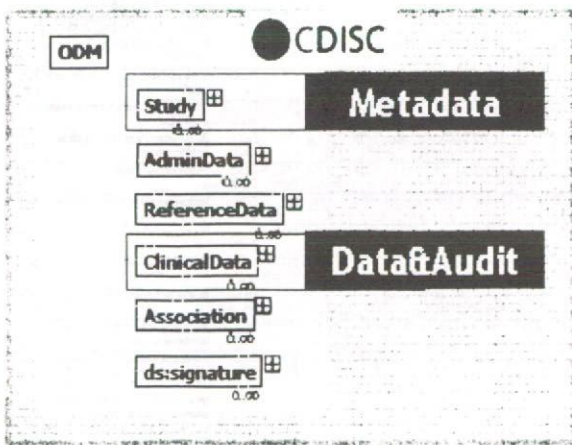 CDISC
ODM
Study
Metadata
0..∞
AdminData
0..∞
ReferenceData
0..∞
ClinicalData
Data&Audit
0..∞
Association
0..∞
ds:signature
0..∞